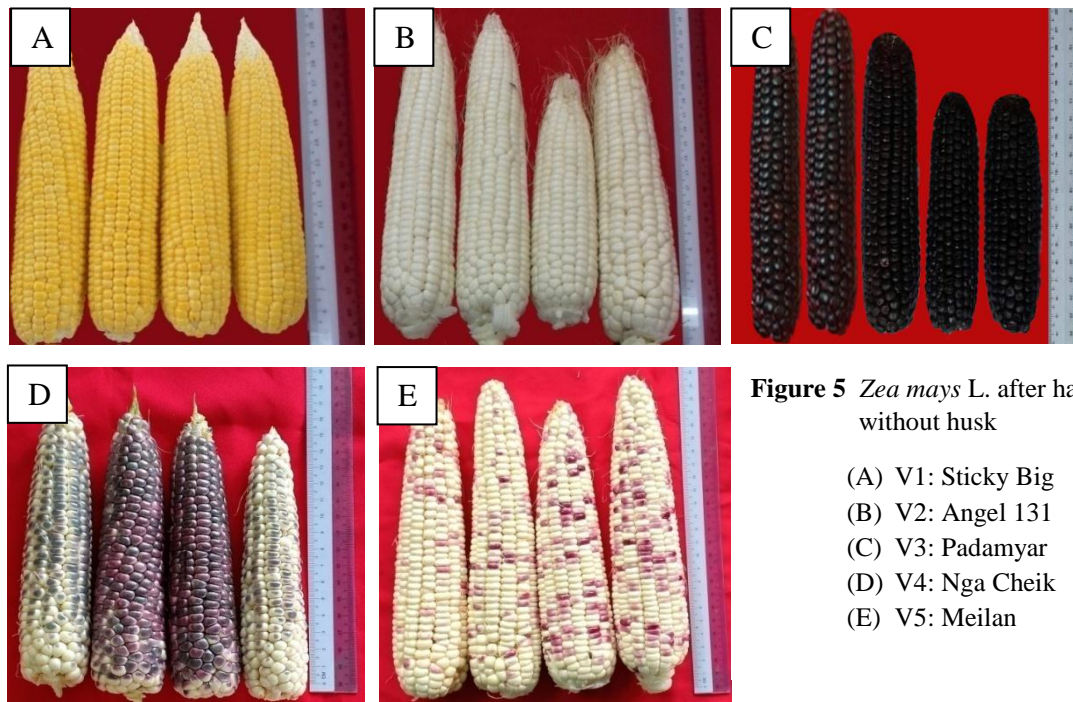 A
B
C
D
E
Figure 5 Zea mays L. after ha
without husk
(A) V1: Sticky Big
(B) V2: Angel 131
(C) V3: Padamyar
(D) V4: Nga Cheik
(E) V5: Meilan